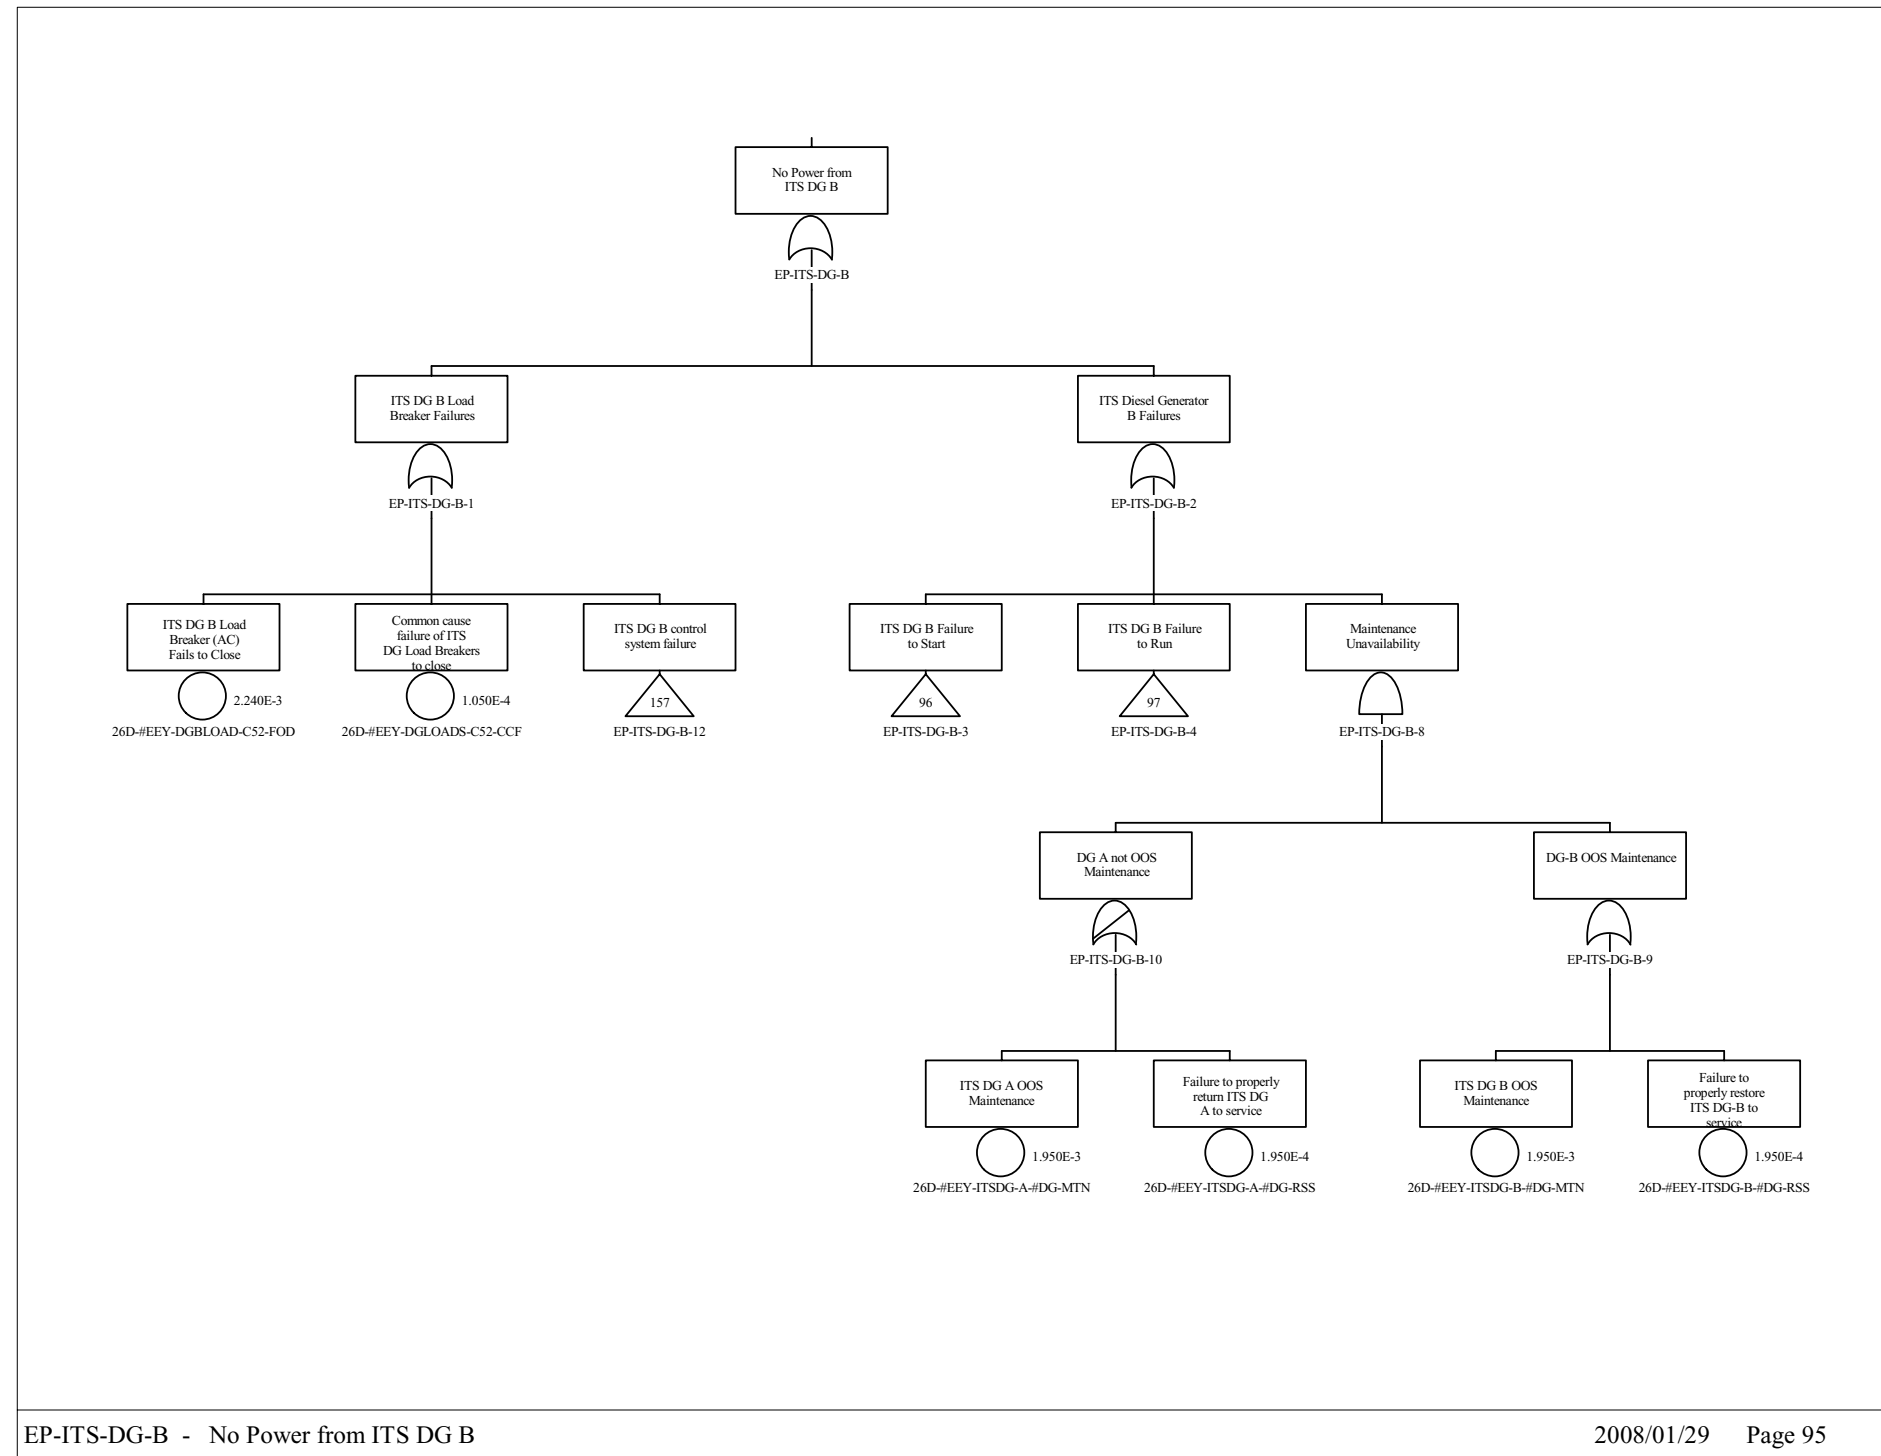 No Power from
ITS DG B
EP-ITS-DG-B
ITS DG B Load
Breaker Failures
EP-ITS-DG-B-1
ITS Diesel Generator
B Failures
EP-ITS-DG-B-2
ITS DG B Load
Breaker (AC)
Fails to Close
2.240E-3
26D-#EEY-DGBLOAD-C52-FOD
Common cause
failure of ITS
DG Load Breakers
to close
1.050E-4
26D-#EEY-DGLOADS-C52-CCF
ITS DG B control
system failure
157
EP-ITS-DG-B-12
ITS DG B Failure
to Start
96
EP-ITS-DG-B-3
ITS DG B Failure
to Run
97
EP-ITS-DG-B-4
Maintenance
Unavailability
EP-ITS-DG-B-8
DG A not OOS
Maintenance
EP-ITS-DG-B-10
DG-B OOS Maintenance
EP-ITS-DG-B-9
ITS DG A OOS
Maintenance
1.950E-3
26D-#EEY-ITSDG-A-#DG-MTN
Failure to properly
return ITS DG
A to service
1.950E-4
26D-#EEY-ITSDG-A-#DG-RSS
ITS DG B OOS
Maintenance
1.950E-3
26D-#EEY-ITSDG-B-#DG-MTN
Failure to
properly restore
ITS DG-B to
service
1.950E-4
26D-#EEY-ITSDG-B-#DG-RSS
EP-ITS-DG-B - No Power from ITS DG B
2008/01/29 Page 95